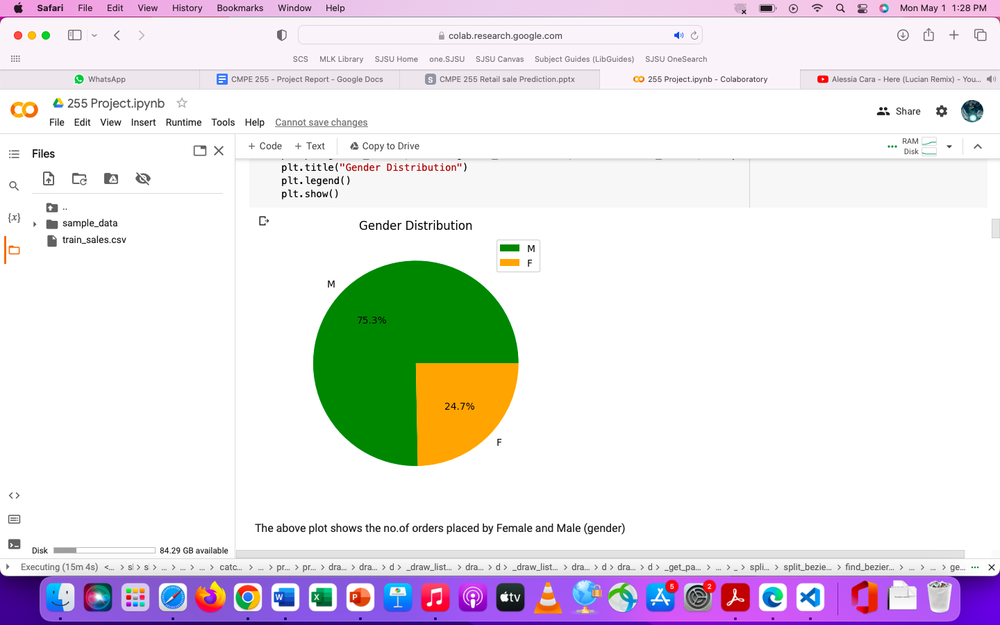 Safari File Edit View History Bookmarks Window Help Mon May 1 1:28 PM
colab.research.google.com
SCS MLK Library SJSU Home one.SJSU SJSU Canvas Subject Guides (LibGuides) SJSU OneSearch
WhatsApp CMPE 255 - Project Report - Google Docs S CMPE 255 Retail sale Prediction.pptx 255 Project.ipynb - Colaboratory Alessia Cara - Here (Lucian Remix) - You...
255 Project.ipynb
File Edit View Insert Runtime Tools Help Cannot save changes
Share
Files
+ Code + Text Copy to Drive
RAM
Disk
{x}
..
sample_data
train_sales.csv
plt.title("Gender Distribution")
plt.legend()
plt.show()
Gender Distribution
M
F
M
75.3%
24.7%
F
The above plot shows the no.of orders placed by Female and Male (gender)
Disk 84.29 GB available
Executing (15m 4s) <... > s > s > ... > ... > ... > catc... > ... > pr... > pr... > dra... > dra... > d > _draw_list... > dra... > d > _draw_list... > dra... > d > dra... > d > _get_pa... > ... > _ > spli... > split_bezie... > find_bezier... > ... > ... > ge...
W X P tv 5 2